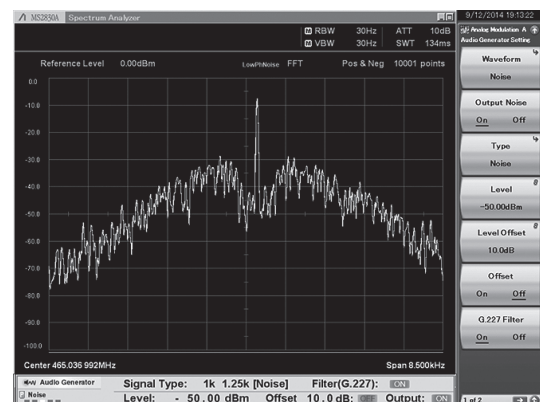 MS2830A Spectrum Analyzer
9/12/2014 19:13:22
RBW 30Hz ATT 10dB
VBW 30Hz SWT 134ms
Reference Level 0.00dBm LowPhNoise FFT Pos & Neg 10001 points
0.0
-10.0
-20.0
-30.0
-40.0
-50.0
-60.0
-70.0
-80.0
-90.0
-100.0
Center 465.036 992MHz Span 8.500kHz
Audio Generator
Noise
Signal Type: 1k 1.25k [Noise] Filter(G.227): ON
Level: - 50.00 dBm Offset 10.0 dB: OFF Output: ON
Analog Modulation A
Audio Generator Setting
Waveform
Noise
Output Noise
On Off
Type
Noise
Level
-50.00dBm
Level Offset
10.0dB
Offset
On Off
G.227 Filter
On Off
1 of 2